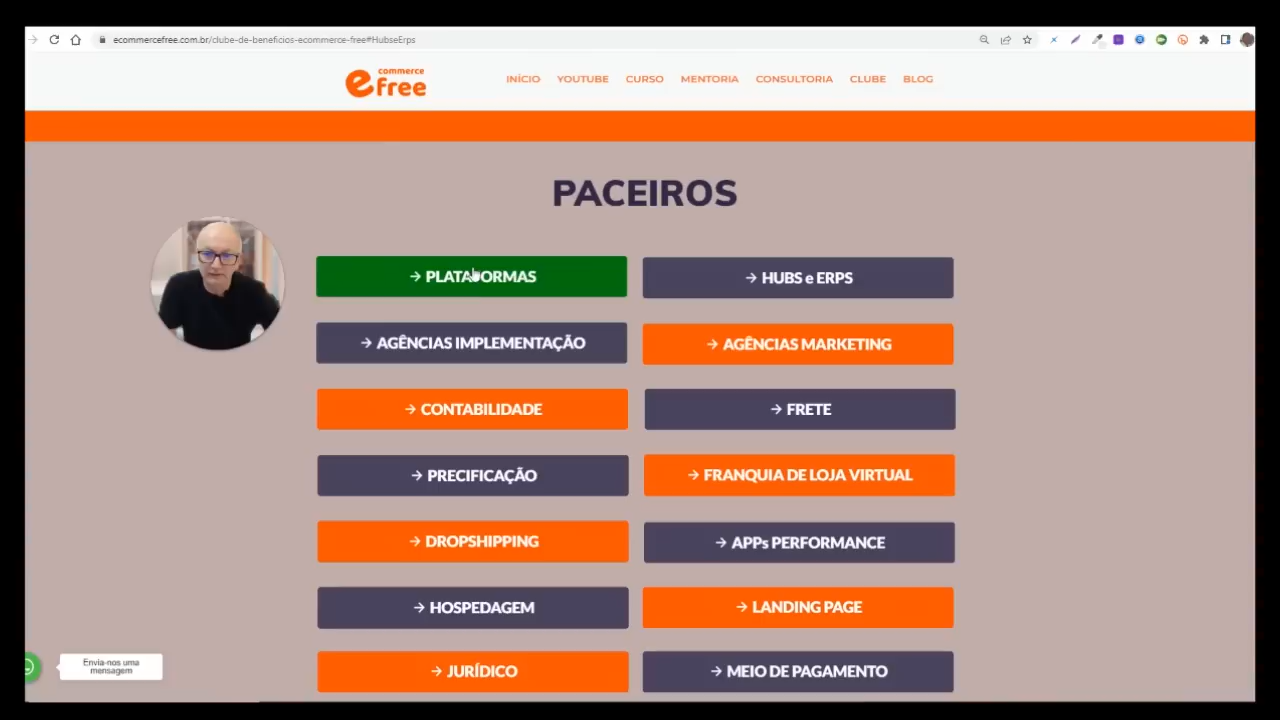 ecommercefree.com.br/clube-de-beneficios-ecommerce-free#HubseErps
commerce
efree
INÍCIO YOUTUBE CURSO MENTORIA CONSULTORIA CLUBE BLOG
PACEIROS
→ PLATAFORMAS
→ HUBS e ERPS
→ AGÊNCIAS IMPLEMENTAÇÃO
→ AGÊNCIAS MARKETING
→ CONTABILIDADE
→ FRETE
→ PRECIFICAÇÃO
→ FRANQUIA DE LOJA VIRTUAL
→ DROPSHIPPING
→ APPs PERFORMANCE
→ HOSPEDAGEM
→ LANDING PAGE
→ JURÍDICO
→ MEIO DE PAGAMENTO
Envia-nos uma
mensagem